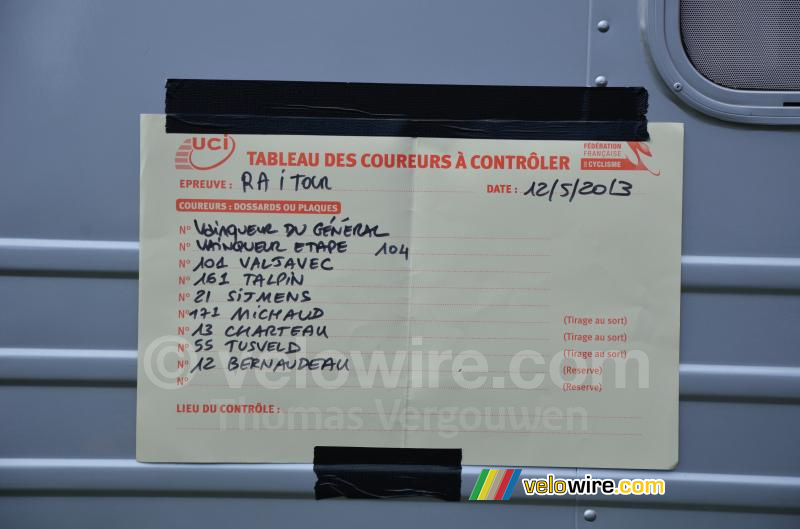 UCI
TABLEAU DES COUREURS À CONTRÔLER
FÉDÉRATION
FRANÇAISE
DE CYCLISME
EPREUVE : RAI TOUR DATE : 12/5/2013
COUREURS : DOSSARDS OU PLAQUES
N° VAINQUEUR DU GÉNÉRAL
N° VAINQUEUR ETAPE 104
N° 101 VALJAVEC
N° 161 TALPIN
N° 21 SIJMENS
N° 171 MICHAUD (Tirage au sort)
N° 13 CHARTEAU (Tirage au sort)
N° 55 TUSVELD (Tirage au sort)
N° 12 BERNAUDEAU (Reserve)
N° (Reserve)
LIEU DU CONTRÔLE :
© velowire.com
Thomas Vergouwen
velowire.com